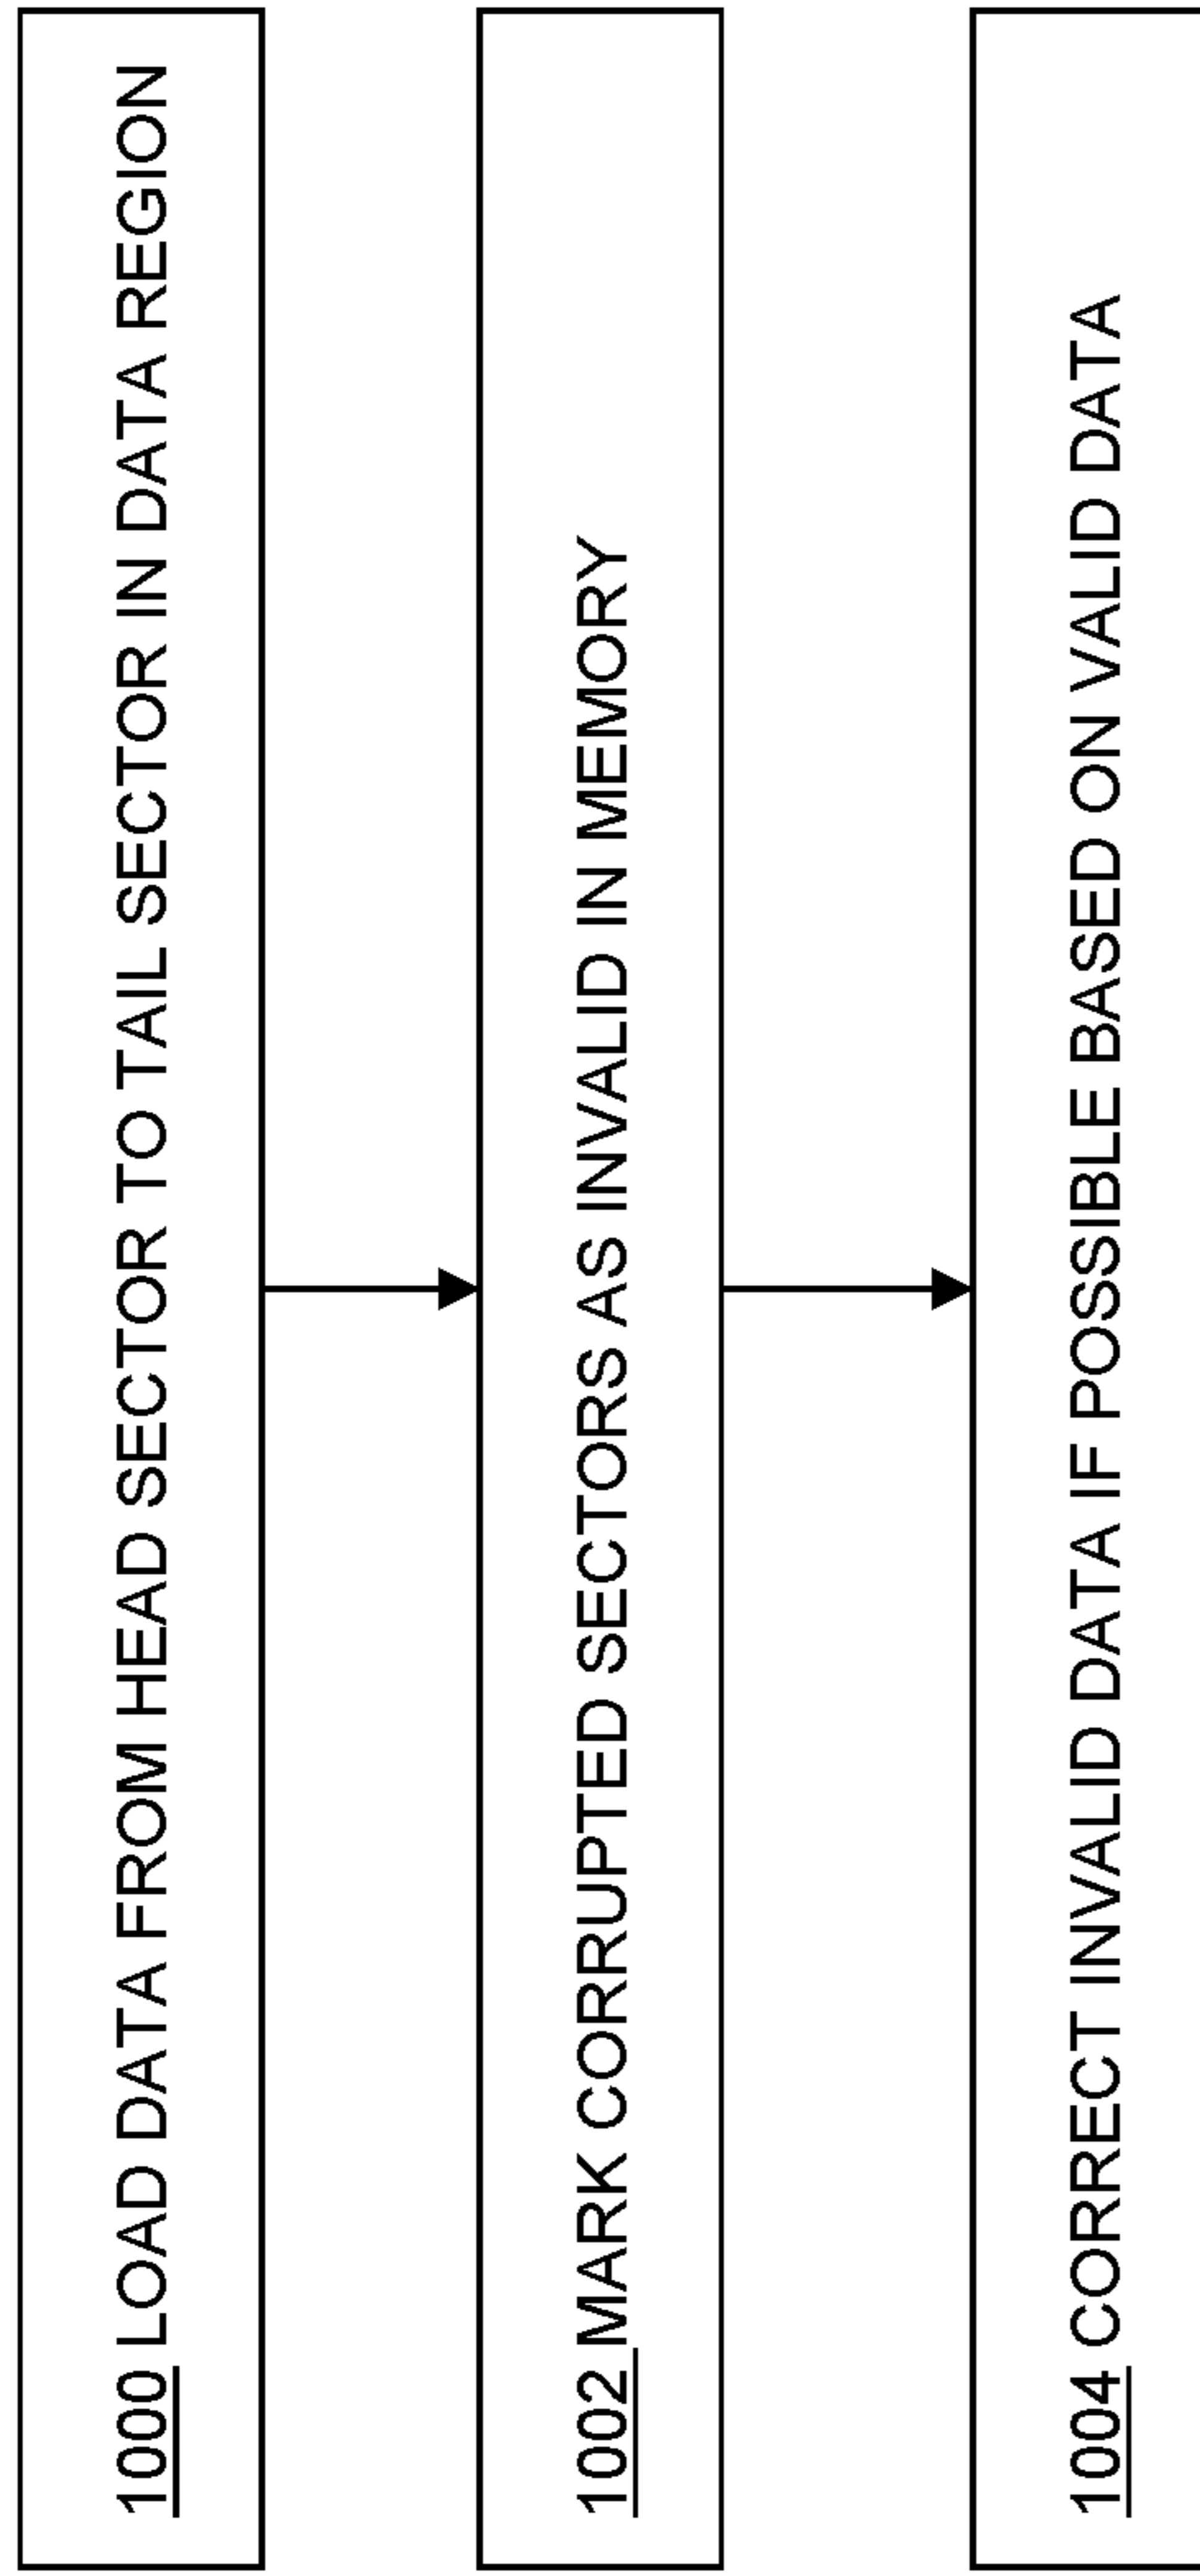 1000 LOAD DATA FROM HEAD SECTOR TO TAIL SECTOR IN DATA REGION
1002 MARK CORRUPTED SECTORS AS INVALID IN MEMORY
1004 CORRECT INVALID DATA IF POSSIBLE BASED ON VALID DATA